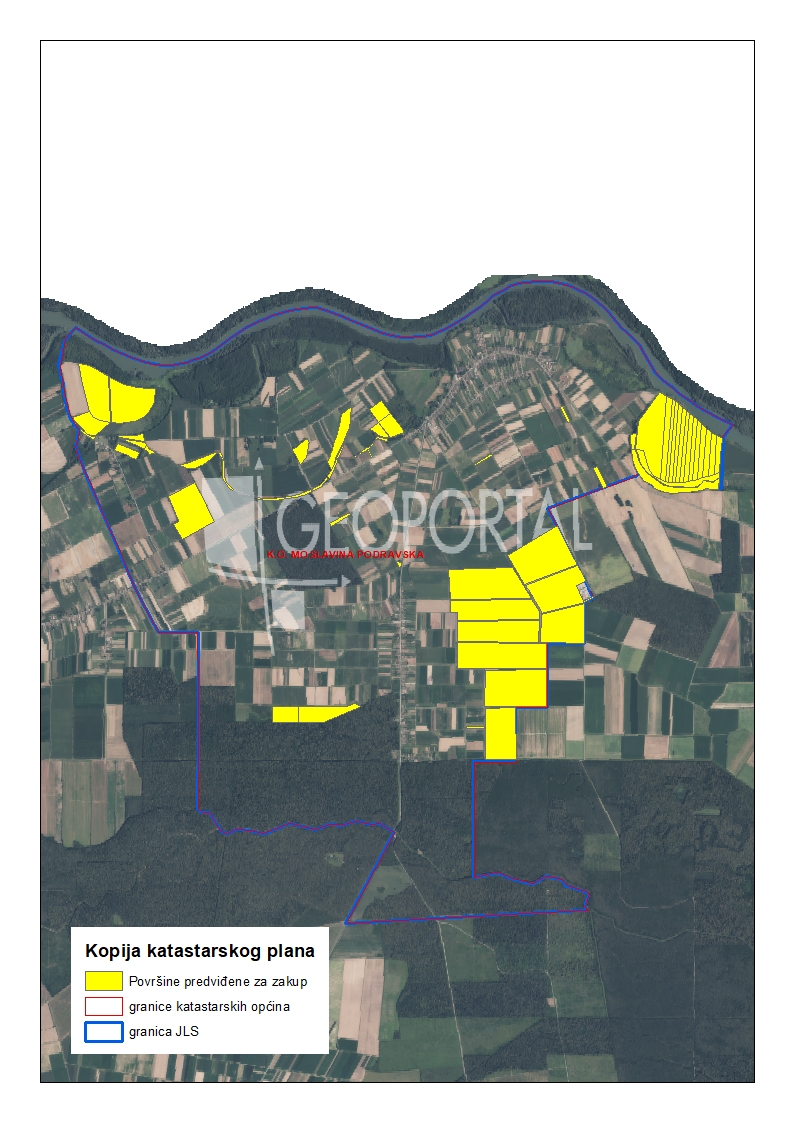 GEOPORTAL
K.O. MOSLAVINA PODRAVSKA
Kopija katastarskog plana
Površine predviđene za zakup
granice katastarskih općina
granica JLS